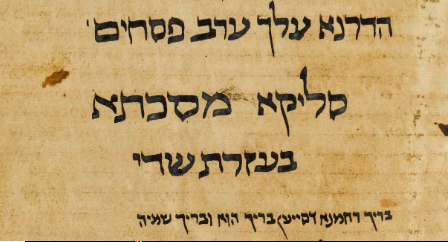 הדרנא עלך ערב פסחים
סליקא מסכתא
בעזרת שדי
בריך רחמנא דסייען בריך הוא ובריך שמיה